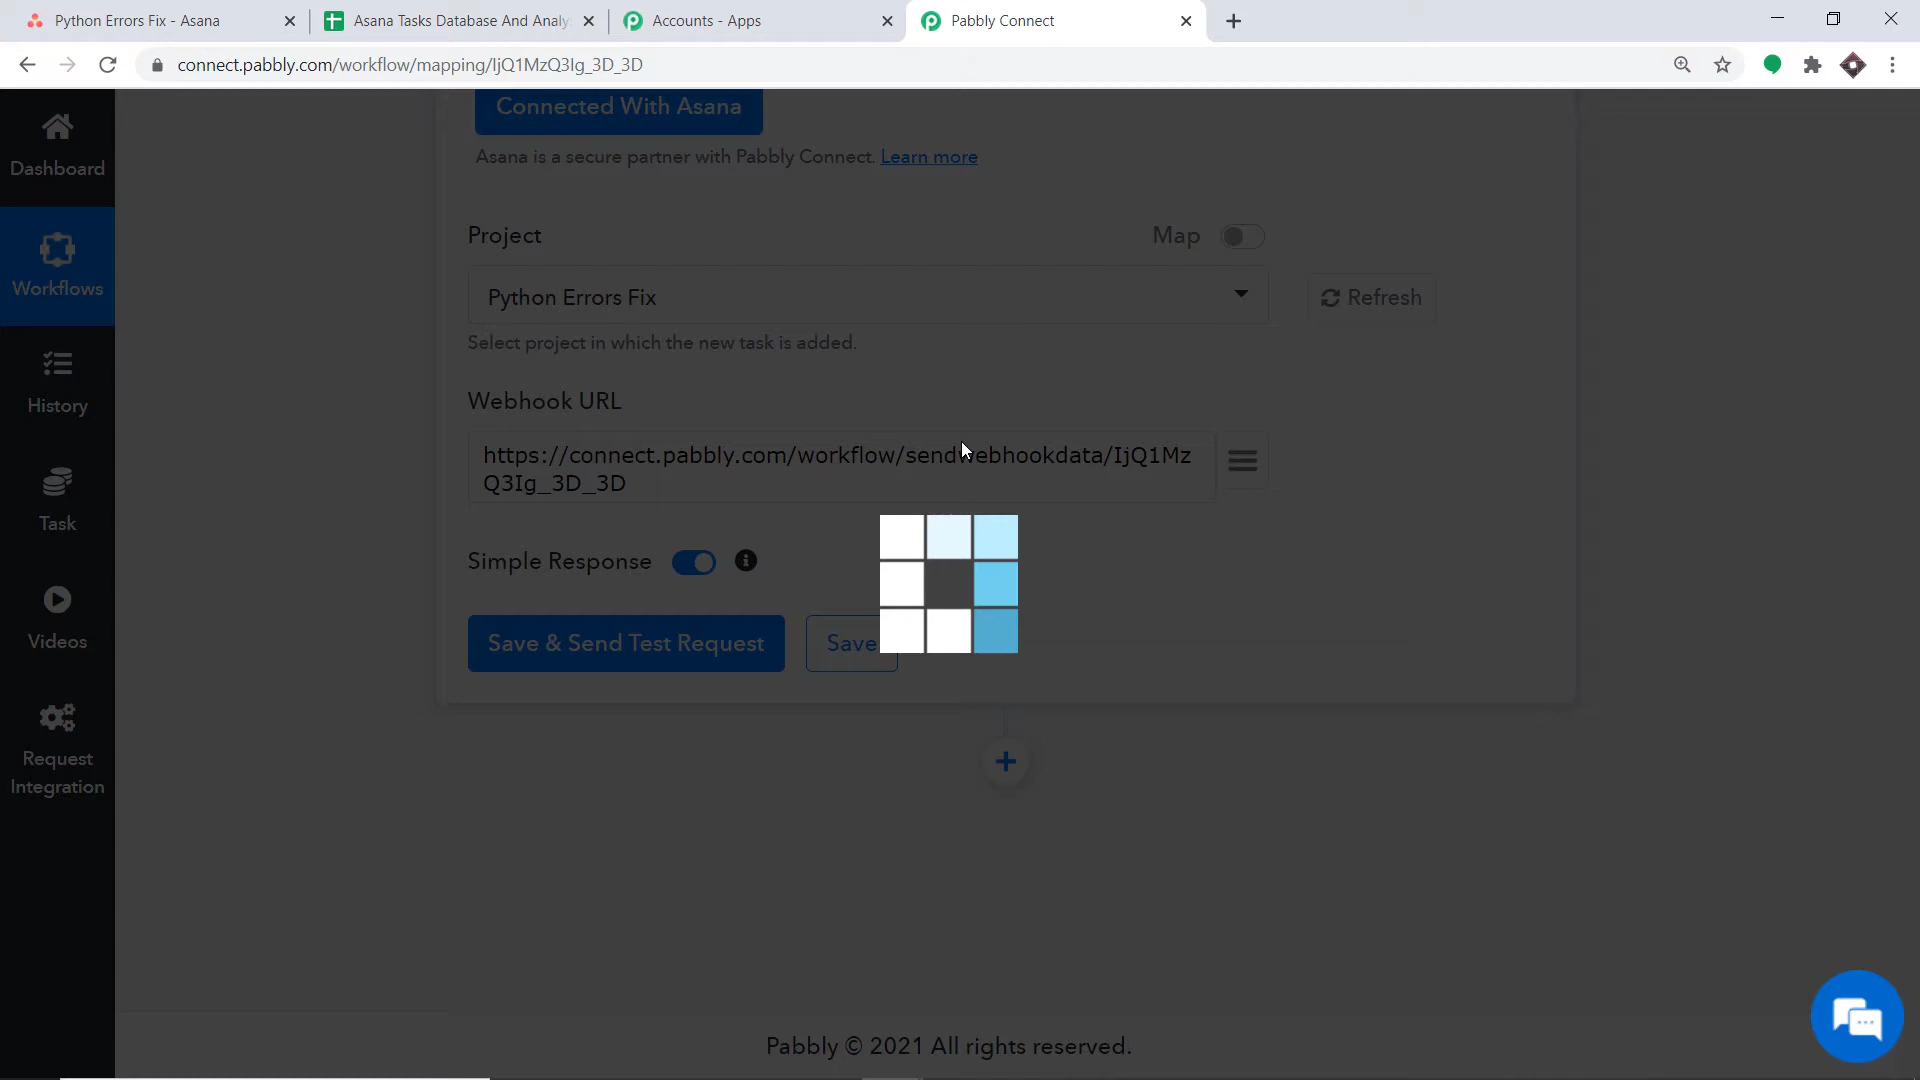 Python Errors Fix - Asana
Asana Tasks Database And Analy
Accounts - Apps
Pabbly Connect
connect.pabbly.com/workflow/mapping/IjQ1MzQ3Ig_3D_3D
Dashboard
Workflows
History
Task
Videos
Request
Integration
Connected With Asana
Asana is a secure partner with Pabbly Connect. Learn more
Project
Map
Python Errors Fix
Refresh
Select project in which the new task is added.
Webhook URL
https://connect.pabbly.com/workflow/sendwebhookdata/IjQ1Mz
Q3Ig_3D_3D
Simple Response
Save & Send Test Request
Save
Pabbly © 2021 All rights reserved.